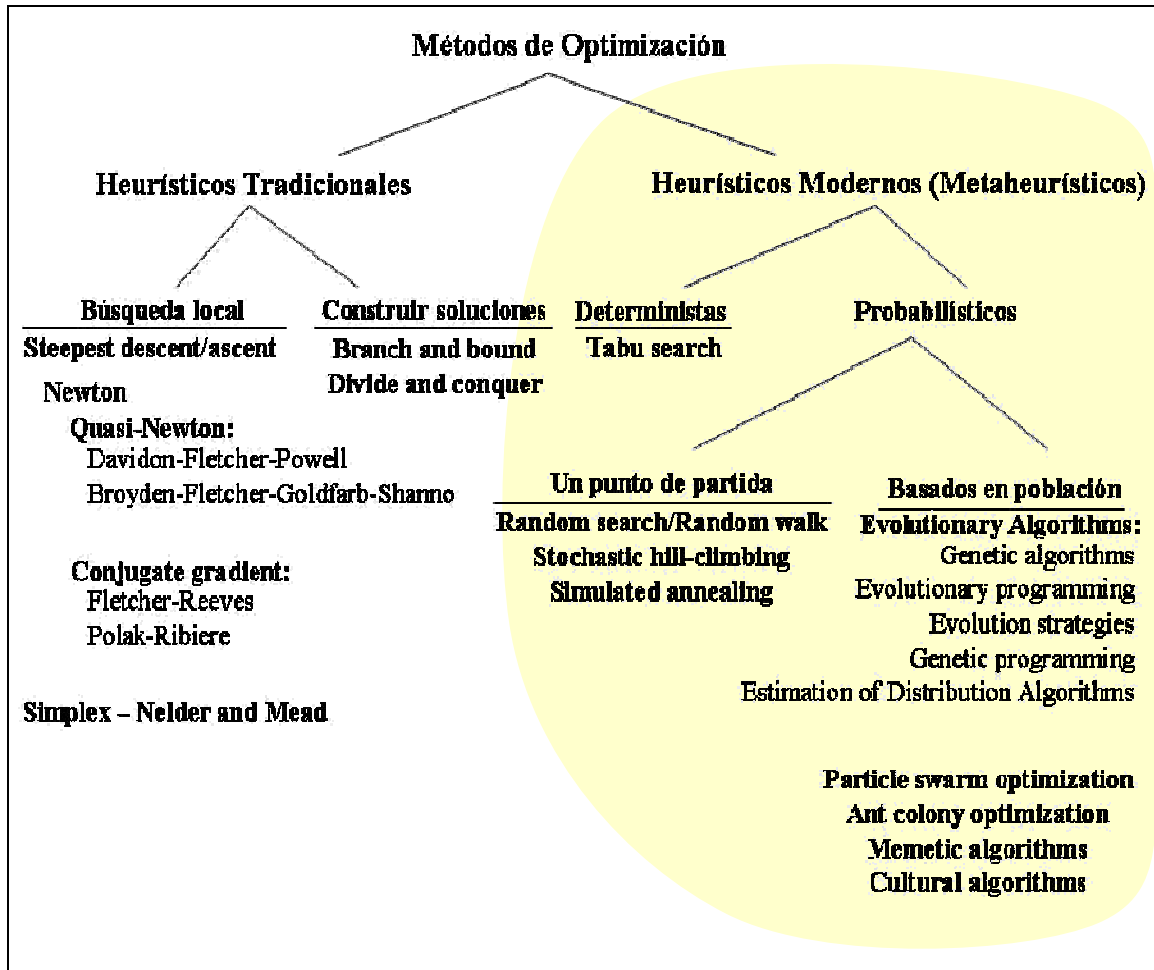 Métodos de Optimización
Heurísticos Tradicionales
Heurísticos Modernos (Metaheurísticos)
Búsqueda local
Steepest descent/ascent
Newton
Quasi-Newton:
Davidon-Fletcher-Powell
Broyden-Fletcher-Goldfarb-Shanno
Conjugate gradient:
Fletcher-Reeves
Polak-Ribiere
Simplex – Nelder and Mead
Construir soluciones
Branch and bound
Divide and conquer
Deterministas
Tabu search
Probabilísticos
Un punto de partida
Random search/Random walk
Stochastic hill-climbing
Simulated annealing
Basados en población
Evolutionary Algorithms:
Genetic algorithms
Evolutionary programming
Evolution strategies
Genetic programming
Estimation of Distribution Algorithms
Particle swarm optimization
Ant colony optimization
Memetic algorithms
Cultural algorithms